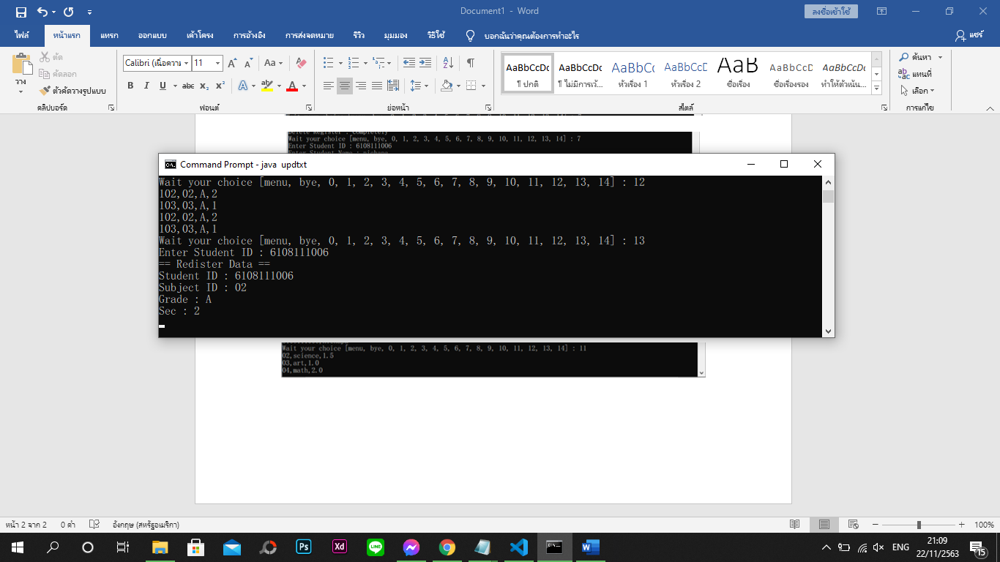 Document1 - Word
ลงชื่อเข้าใช้
ไฟล์ หน้าแรก แทรก ออกแบบ เค้าโครง การอ้างอิง การส่งจดหมาย รีวิว มุมมอง วิธีใช้ บอกฉันว่าคุณต้องการทำอะไร แชร์
วาง
ตัด
คัดลอก
ตัวคัดวางรูปแบบ
คลิปบอร์ด
Calibri (เนื้อความ 11
ฟอนต์
ย่อหน้า
AaBbCcDc AaBbCcDc AaBbCc AaBbCcD AaB AaBbCcD AaBbCcDc
¶ ปกติ ¶ ไม่มีการเว้... หัวเรื่อง 1 หัวเรื่อง 2 ชื่อเรื่อง ชื่อเรื่องรอง ทำให้ตัวเน้น...
สไตล์
ค้นหา
แทนที่
เลือก
การแก้ไข
Delete Register : Completely
Wait your choice [menu, bye, 0, 1, 2, 3, 4, 5, 6, 7, 8, 9, 10, 11, 12, 13, 14] : 7
Enter Student ID : 6108111006
Command Prompt - java updtxt
Wait your choice [menu, bye, 0, 1, 2, 3, 4, 5, 6, 7, 8, 9, 10, 11, 12, 13, 14] : 12
102,02,A,2
103,03,A,1
102,02,A,2
103,03,A,1
Wait your choice [menu, bye, 0, 1, 2, 3, 4, 5, 6, 7, 8, 9, 10, 11, 12, 13, 14] : 13
Enter Student ID : 6108111006
== Redister Data ==
Student ID : 6108111006
Subject ID : 02
Grade : A
Sec : 2
Wait your choice [menu, bye, 0, 1, 2, 3, 4, 5, 6, 7, 8, 9, 10, 11, 12, 13, 14] : 11
02,science,1.5
03,art,1.0
04,math,2.0
หน้า 2 จาก 2 0 คำ อังกฤษ (สหรัฐอเมริกา) 100%
ENG
21:09
22/11/2563
15